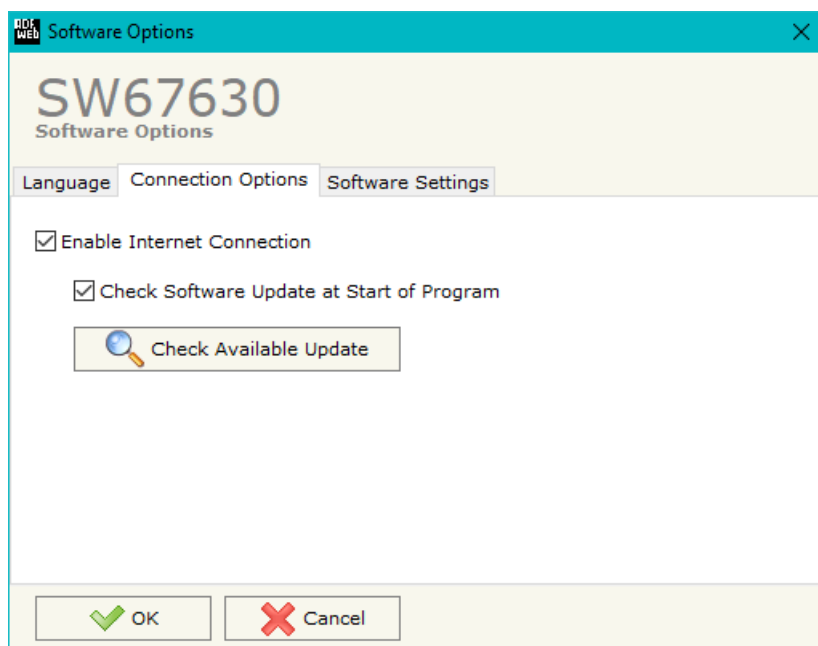 ADF
WEB
Software Options
SW67630
Software Options
Language
Connection Options
Software Settings
Enable Internet Connection
Check Software Update at Start of Program
Check Available Update
OK
Cancel